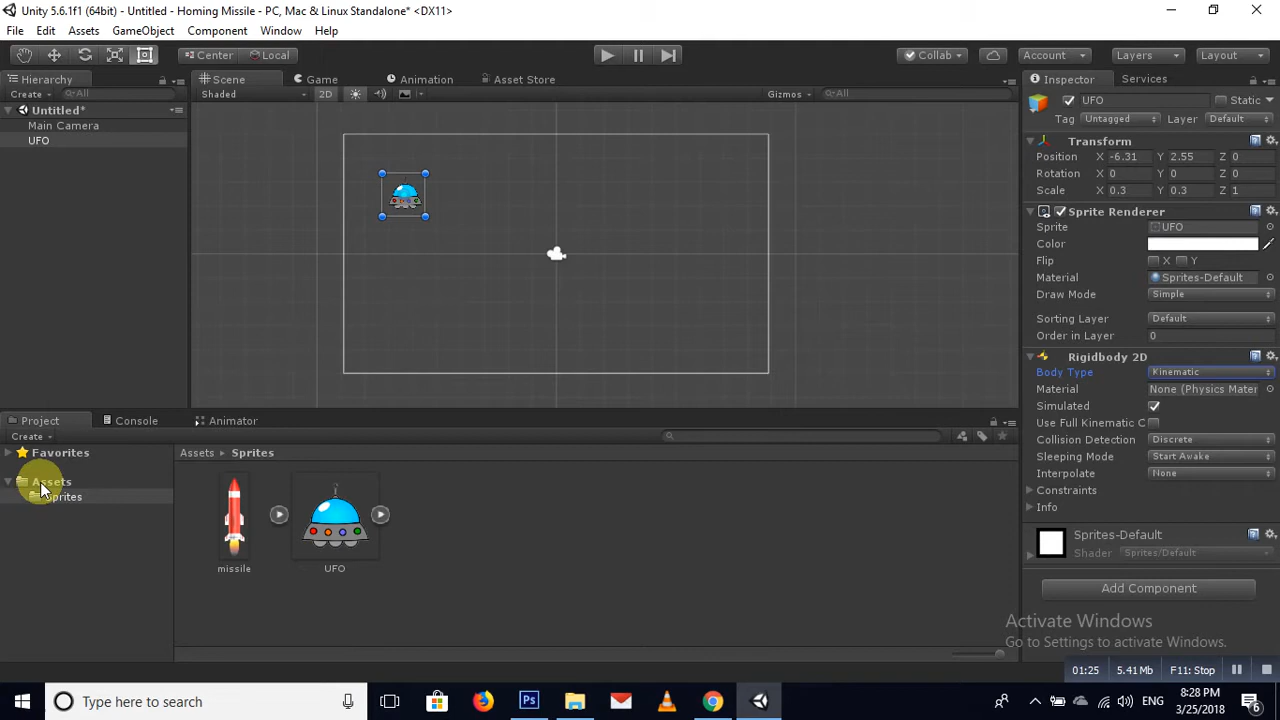 Unity 5.6.1f1 (64bit) - Untitled - Homing Missile - PC, Mac & Linux Standalone* <DX11>
File Edit Assets GameObject Component Window Help
Center Local Collab Account Layers Layout
Hierarchy Scene Game Animation Asset Store Inspector Services
Create All Shaded 2D Gizmos All UFO Static
Untitled* Tag Untagged Layer Default
Main Camera
UFO
Transform
Position X -6.31 Y 2.55 Z 0
Rotation X 0 Y 0 Z 0
Scale X 0.3 Y 0.3 Z 1
Sprite Renderer
Sprite UFO
Color
Flip X Y
Material Sprites-Default
Draw Mode Simple
Sorting Layer Default
Order in Layer 0
Rigidbody 2D
Body Type Kinematic
Material None (Physics Mater
Simulated
Use Full Kinematic C
Collision Detection Discrete
Sleeping Mode Start Awake
Interpolate None
Constraints
Info
Sprites-Default
Shader Sprites/Default
Add Component
Project Console Animator
Create
Favorites
Assets
Sprites
Assets Sprites
missile UFO
Activate Windows
Go to Settings to activate Windows.
01:25 5.41 Mb F11: Stop
Type here to search
Ps
ENG
8:28 PM
3/25/2018
6